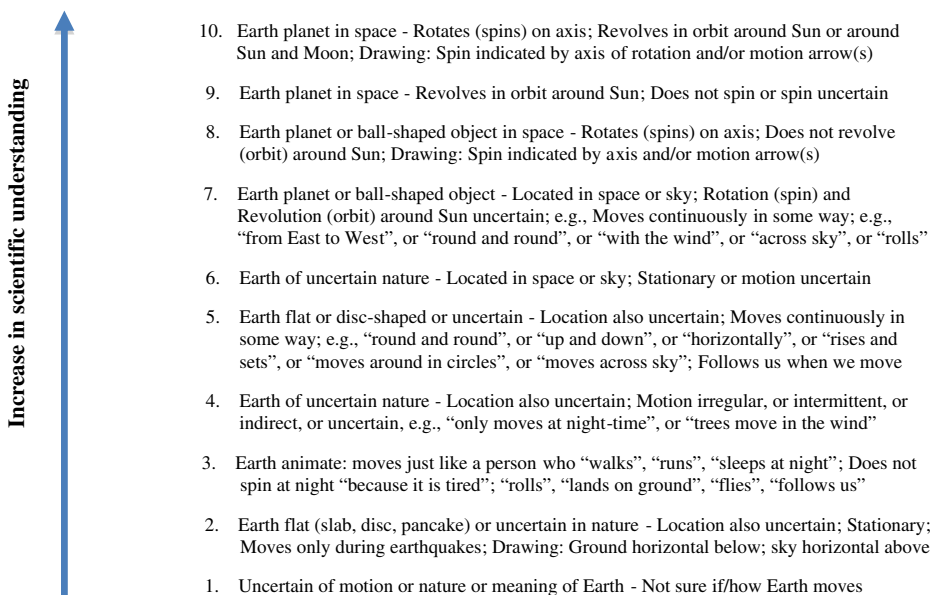 Increase in scientific understanding
10. Earth planet in space - Rotates (spins) on axis; Revolves in orbit around Sun or around
Sun and Moon; Drawing: Spin indicated by axis of rotation and/or motion arrow(s)
9. Earth planet in space - Revolves in orbit around Sun; Does not spin or spin uncertain
8. Earth planet or ball-shaped object in space - Rotates (spins) on axis; Does not revolve
(orbit) around Sun; Drawing: Spin indicated by axis and/or motion arrow(s)
7. Earth planet or ball-shaped object - Located in space or sky; Rotation (spin) and
Revolution (orbit) around Sun uncertain; e.g., Moves continuously in some way; e.g.,
“from East to West”, or “round and round”, or “with the wind”, or “across sky”, or “rolls”
6. Earth of uncertain nature - Located in space or sky; Stationary or motion uncertain
5. Earth flat or disc-shaped or uncertain - Location also uncertain; Moves continuously in
some way; e.g., “round and round”, or “up and down”, or “horizontally”, or “rises and
sets”, or “moves around in circles”, or “moves across sky”; Follows us when we move
4. Earth of uncertain nature - Location also uncertain; Motion irregular, or intermittent, or
indirect, or uncertain, e.g., “only moves at night-time”, or “trees move in the wind”
3. Earth animate: moves just like a person who “walks”, “runs”, “sleeps at night”; Does not
spin at night “because it is tired”; “rolls”, “lands on ground”, “flies”, “follows us”
2. Earth flat (slab, disc, pancake) or uncertain in nature - Location also uncertain; Stationary;
Moves only during earthquakes; Drawing: Ground horizontal below; sky horizontal above
1. Uncertain of motion or nature or meaning of Earth - Not sure if/how Earth moves